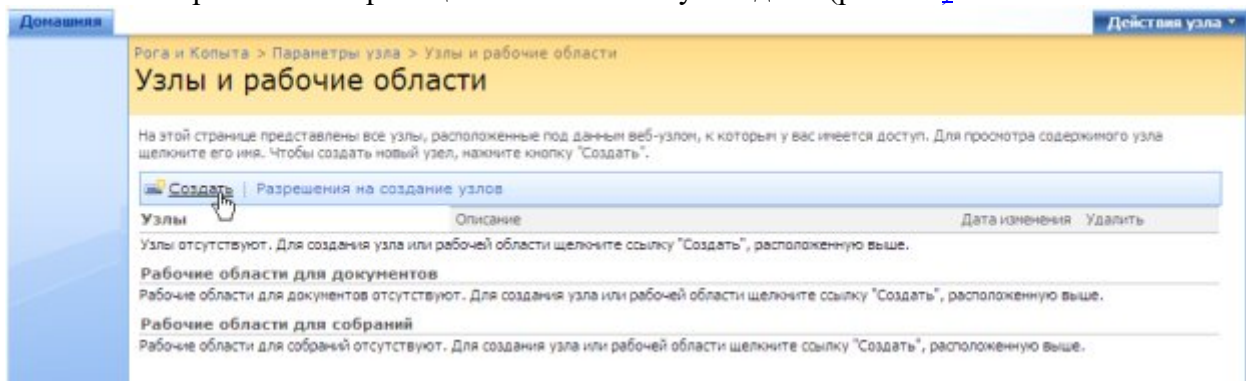 Домашняя
Действия узла
Рога и Копыта > Параметры узла > Узлы и рабочие области
Узлы и рабочие области
На этой странице представлены все узлы, расположенные под данным веб-узлом, к которым у вас имеется доступ. Для просмотра содержимого узла
щелкните его имя. Чтобы создать новый узел, нажмите кнопку "Создать".
Создать | Разрешения на создание узлов
Узлы Описание Дата изменения Удалить
Узлы отсутствуют. Для создания узла или рабочей области щелкните ссылку "Создать", расположенную выше.
Рабочие области для документов
Рабочие области для документов отсутствуют. Для создания узла или рабочей области щелкните ссылку "Создать", расположенную выше.
Рабочие области для собраний
Рабочие области для собраний отсутствуют. Для создания узла или рабочей области щелкните ссылку "Создать", расположенную выше.